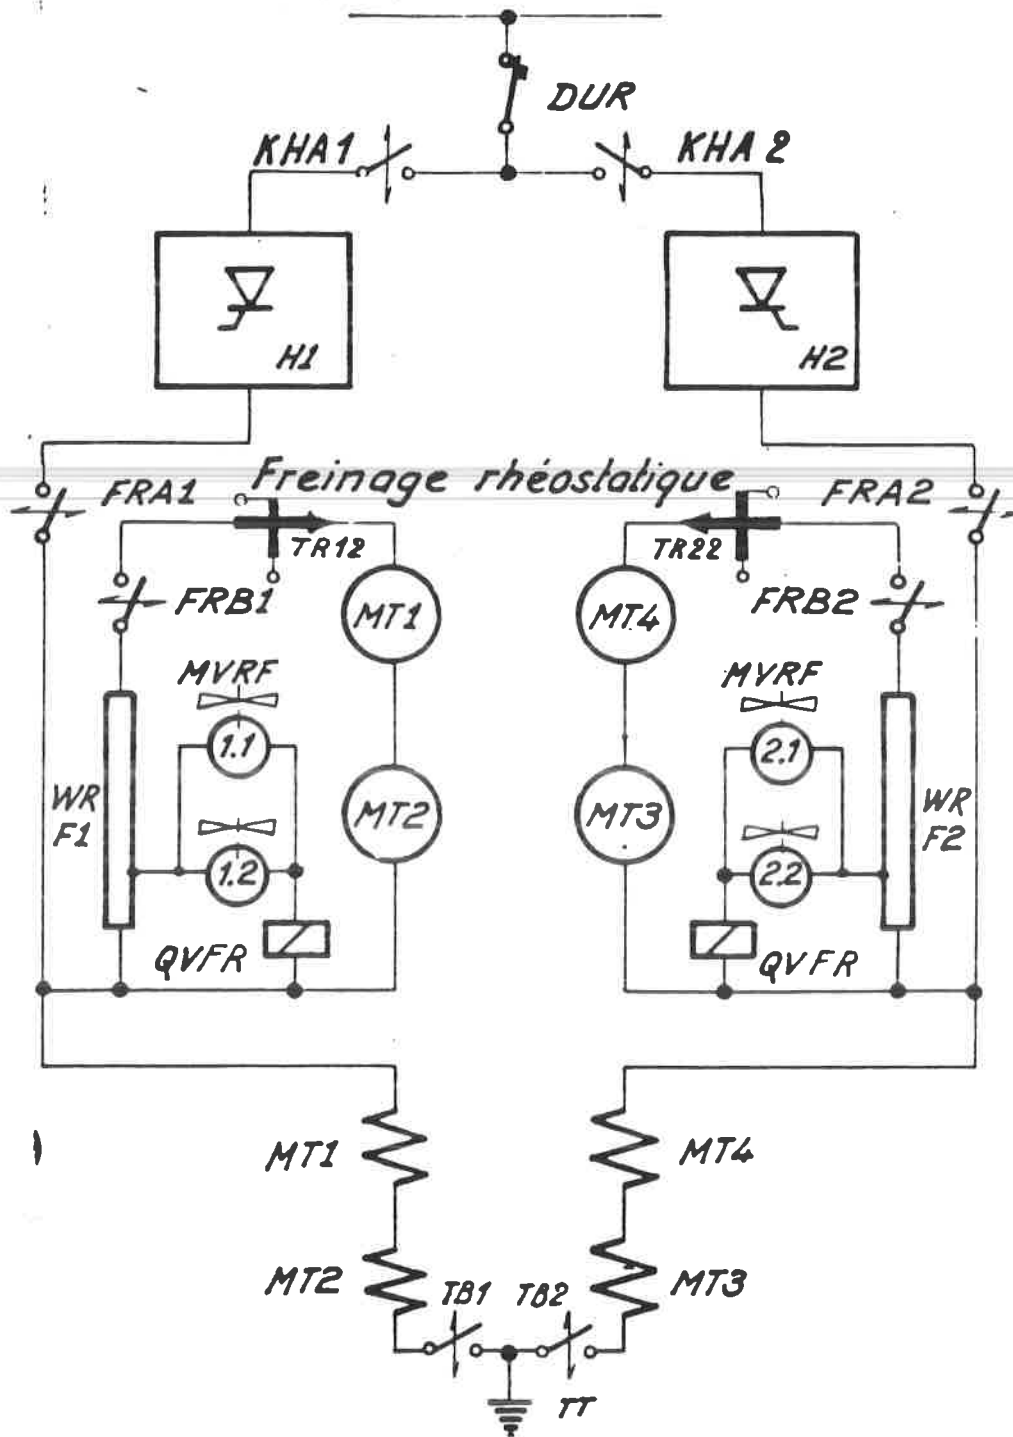 DUR
KHA1
KHA2
H1
H2
Freinage rhéostatique
FRA1
FRA2
TR12
TR22
FRB1
FRB2
MT1
MT4
MVRF
MVRF
1.1
2.1
WR
F1
MT2
MT3
WR
F2
1.2
2.2
QVFR
QVFR
MT1
MT4
MT2
TB1
TB2
MT3
TT